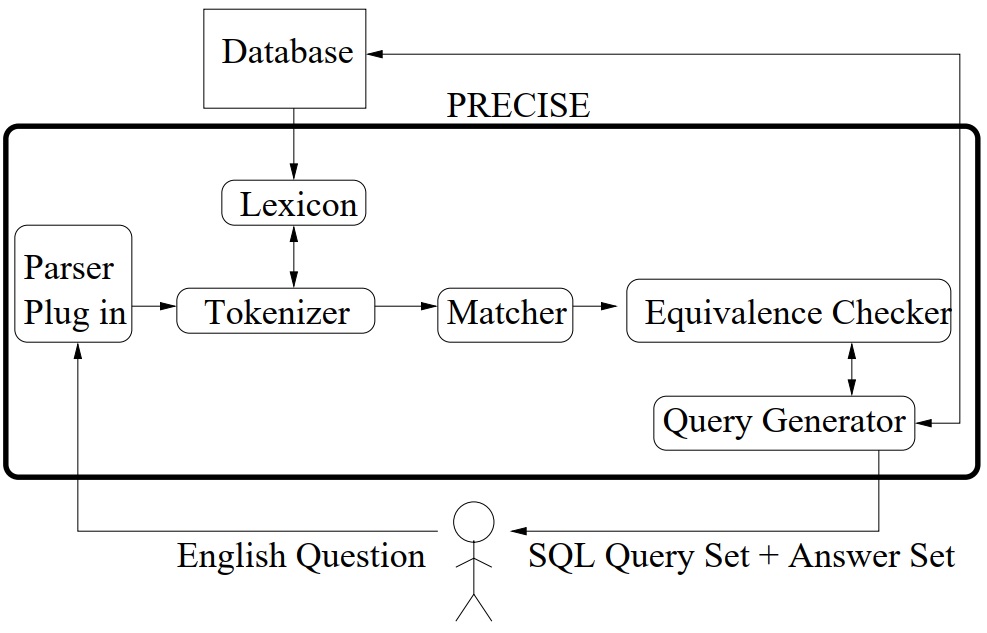 Database
PRECISE
Lexicon
Parser
Plug in
Tokenizer
Matcher
Equivalence Checker
Query Generator
English Question
SQL Query Set + Answer Set